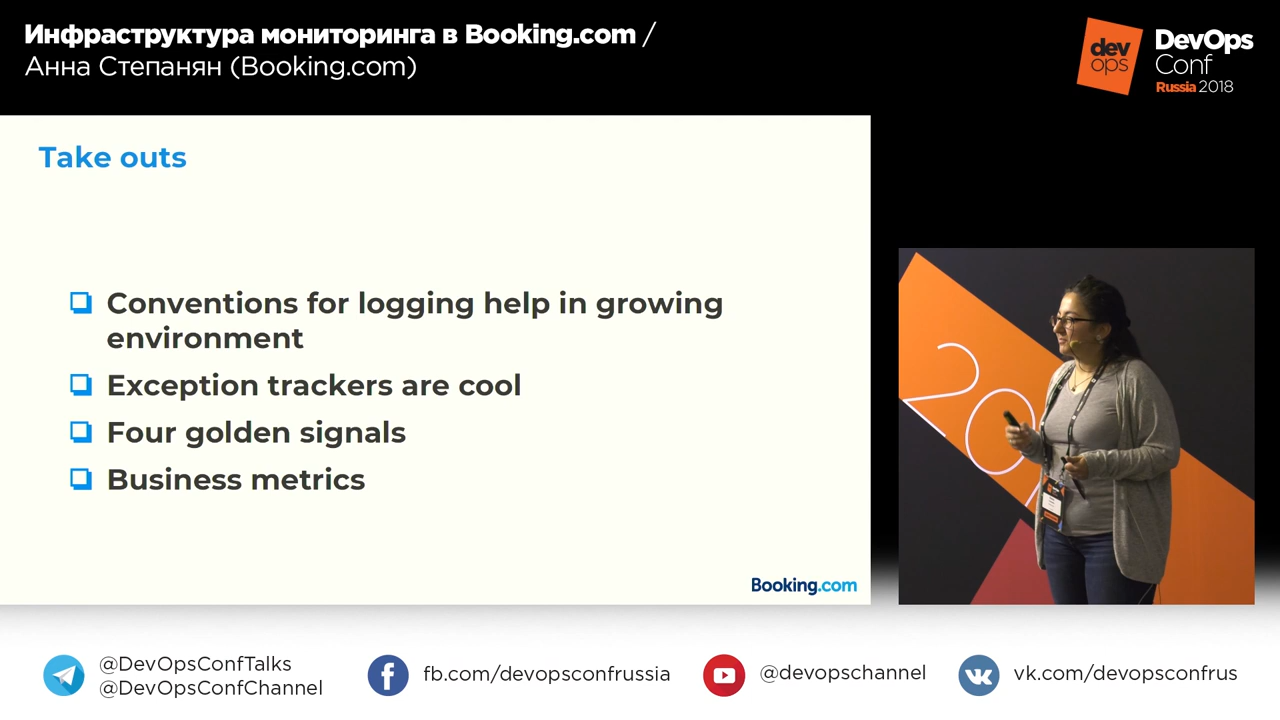 Инфраструктура мониторинга в Booking.com /
Анна Степанян (Booking.com)
dev
ops
DevOps
Conf
Russia 2018
Take outs
Conventions for logging help in growing
environment
Exception trackers are cool
Four golden signals
Business metrics
Booking.com
20
@DevOpsConfTalks
@DevOpsConfChannel
fb.com/devopsconfrussia
@devopschannel
vk.com/devopsconfrus